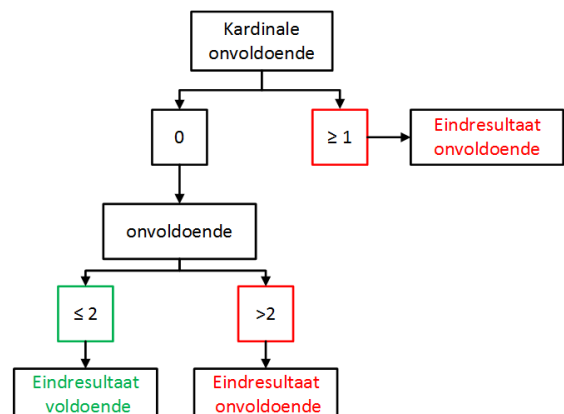 Kardinale
onvoldoende
0
≥ 1
Eindresultaat
onvoldoende
onvoldoende
≤ 2
>2
Eindresultaat
voldoende
Eindresultaat
onvoldoende